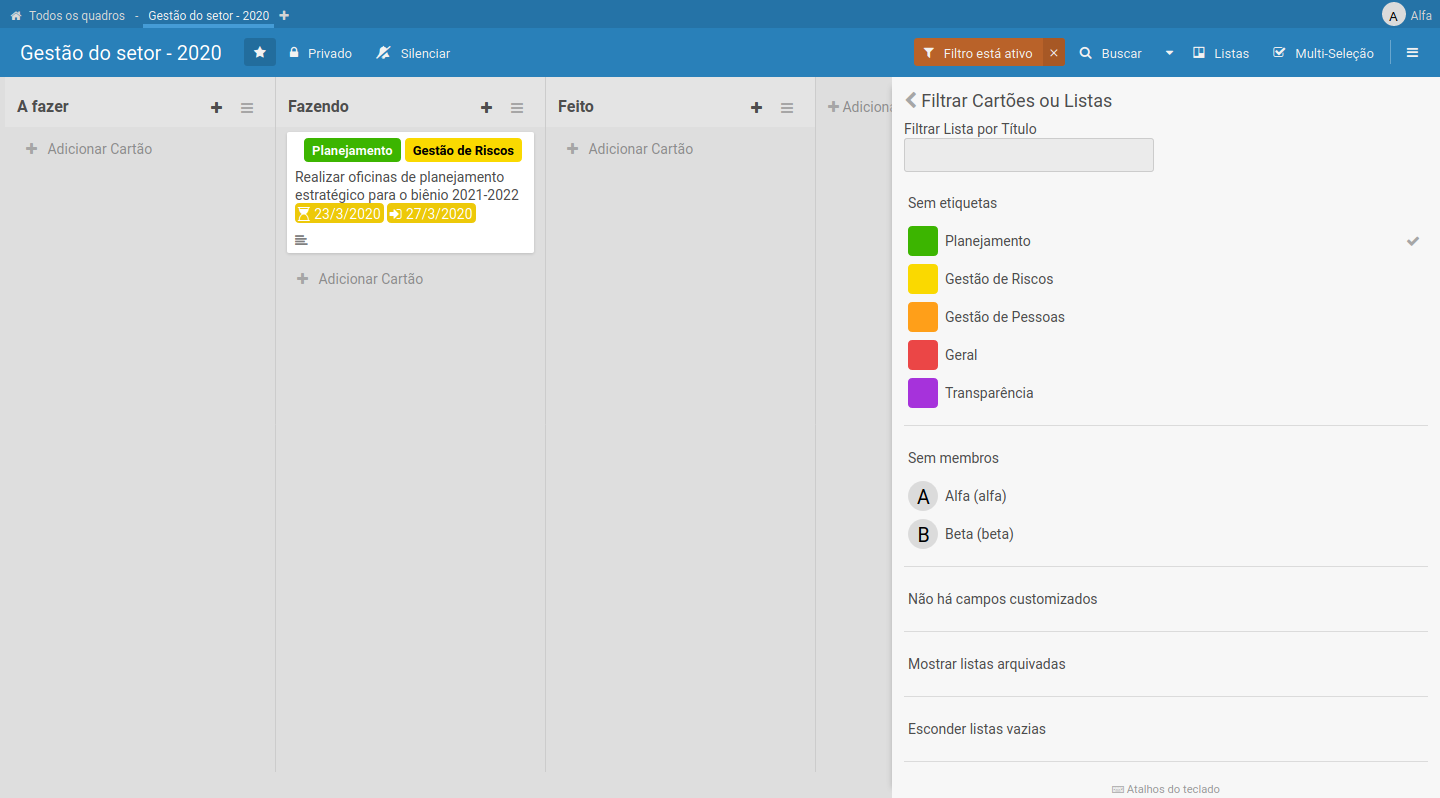 Todos os quadros - Gestão do setor - 2020
A Alfa
Gestão do setor - 2020 Privado Silenciar Filtro está ativo × Buscar Listas Multi-Seleção
A fazer
Adicionar Cartão
Fazendo
Planejamento Gestão de Riscos
Realizar oficinas de planejamento
estratégico para o biênio 2021-2022
23/3/2020 27/3/2020
Adicionar Cartão
Feito
Adicionar Cartão
Adiciona
Filtrar Cartões ou Listas
Filtrar Lista por Título
Sem etiquetas
Planejamento
Gestão de Riscos
Gestão de Pessoas
Geral
Transparência
Sem membros
A Alfa (alfa)
B Beta (beta)
Não há campos customizados
Mostrar listas arquivadas
Esconder listas vazias
Atalhos do teclado